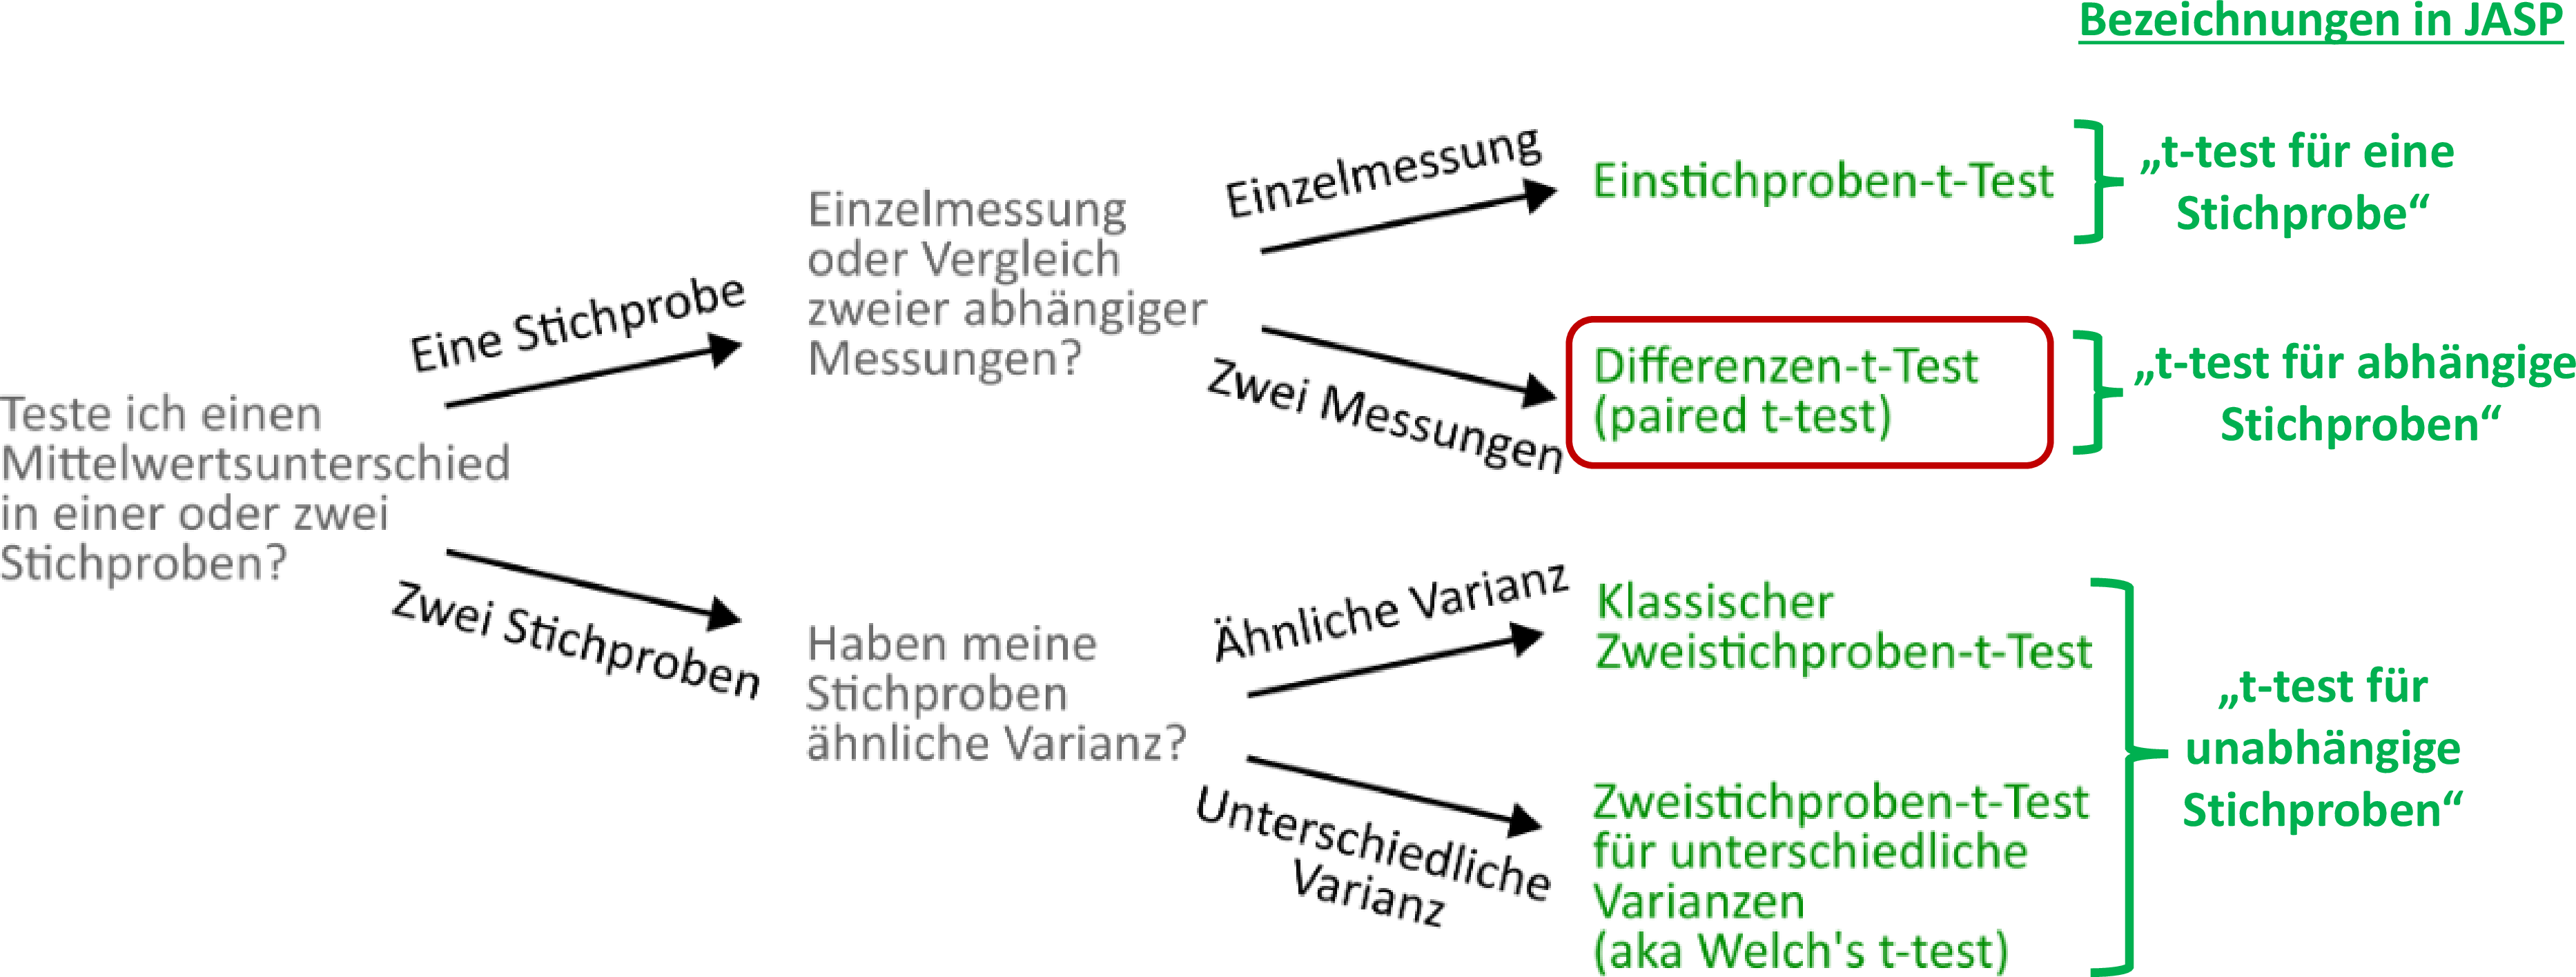 Bezeichnungen in JASP
Teste ich einen
Mittelwertsunterschied
in einer oder zwei
Stichproben?
Eine Stichprobe
Zwei Stichproben
Einzelmessung
oder Vergleich
zweier abhängiger
Messungen?
Einzelmessung
Zwei Messungen
Einstichproben-t-Test
„t-test für eine
Stichprobe“
Differenzen-t-Test
(paired t-test)
„t-test für abhängige
Stichproben“
Haben meine
Stichproben
ähnliche Varianz?
Ähnliche Varianz
Unterschiedliche
Varianz
Klassischer
Zweistichproben-t-Test
Zweistichproben-t-Test
für unterschiedliche
Varianzen
(aka Welch's t-test)
„t-test für
unabhängige
Stichproben“